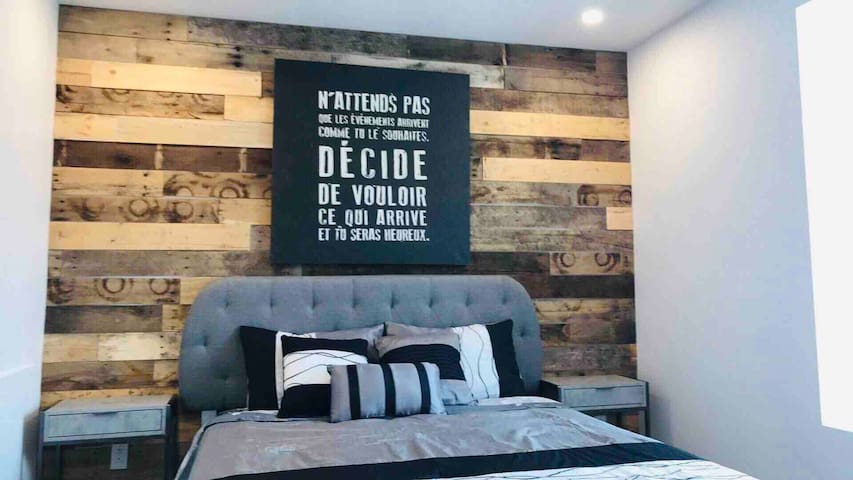 N'ATTENDS PAS
QUE LES ÉVÉNEMENTS ARRIVENT
COMME TU LE SOUHAITES.
DÉCIDE
DE VOULOIR
CE QUI ARRIVE
ET TU SERAS HEUREUX.